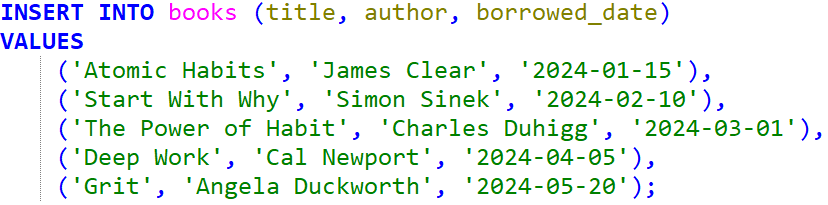 INSERT INTO books (title, author, borrowed_date)
VALUES
('Atomic Habits', 'James Clear', '2024-01-15'),
('Start With Why', 'Simon Sinek', '2024-02-10'),
('The Power of Habit', 'Charles Duhigg', '2024-03-01'),
('Deep Work', 'Cal Newport', '2024-04-05'),
('Grit', 'Angela Duckworth', '2024-05-20');